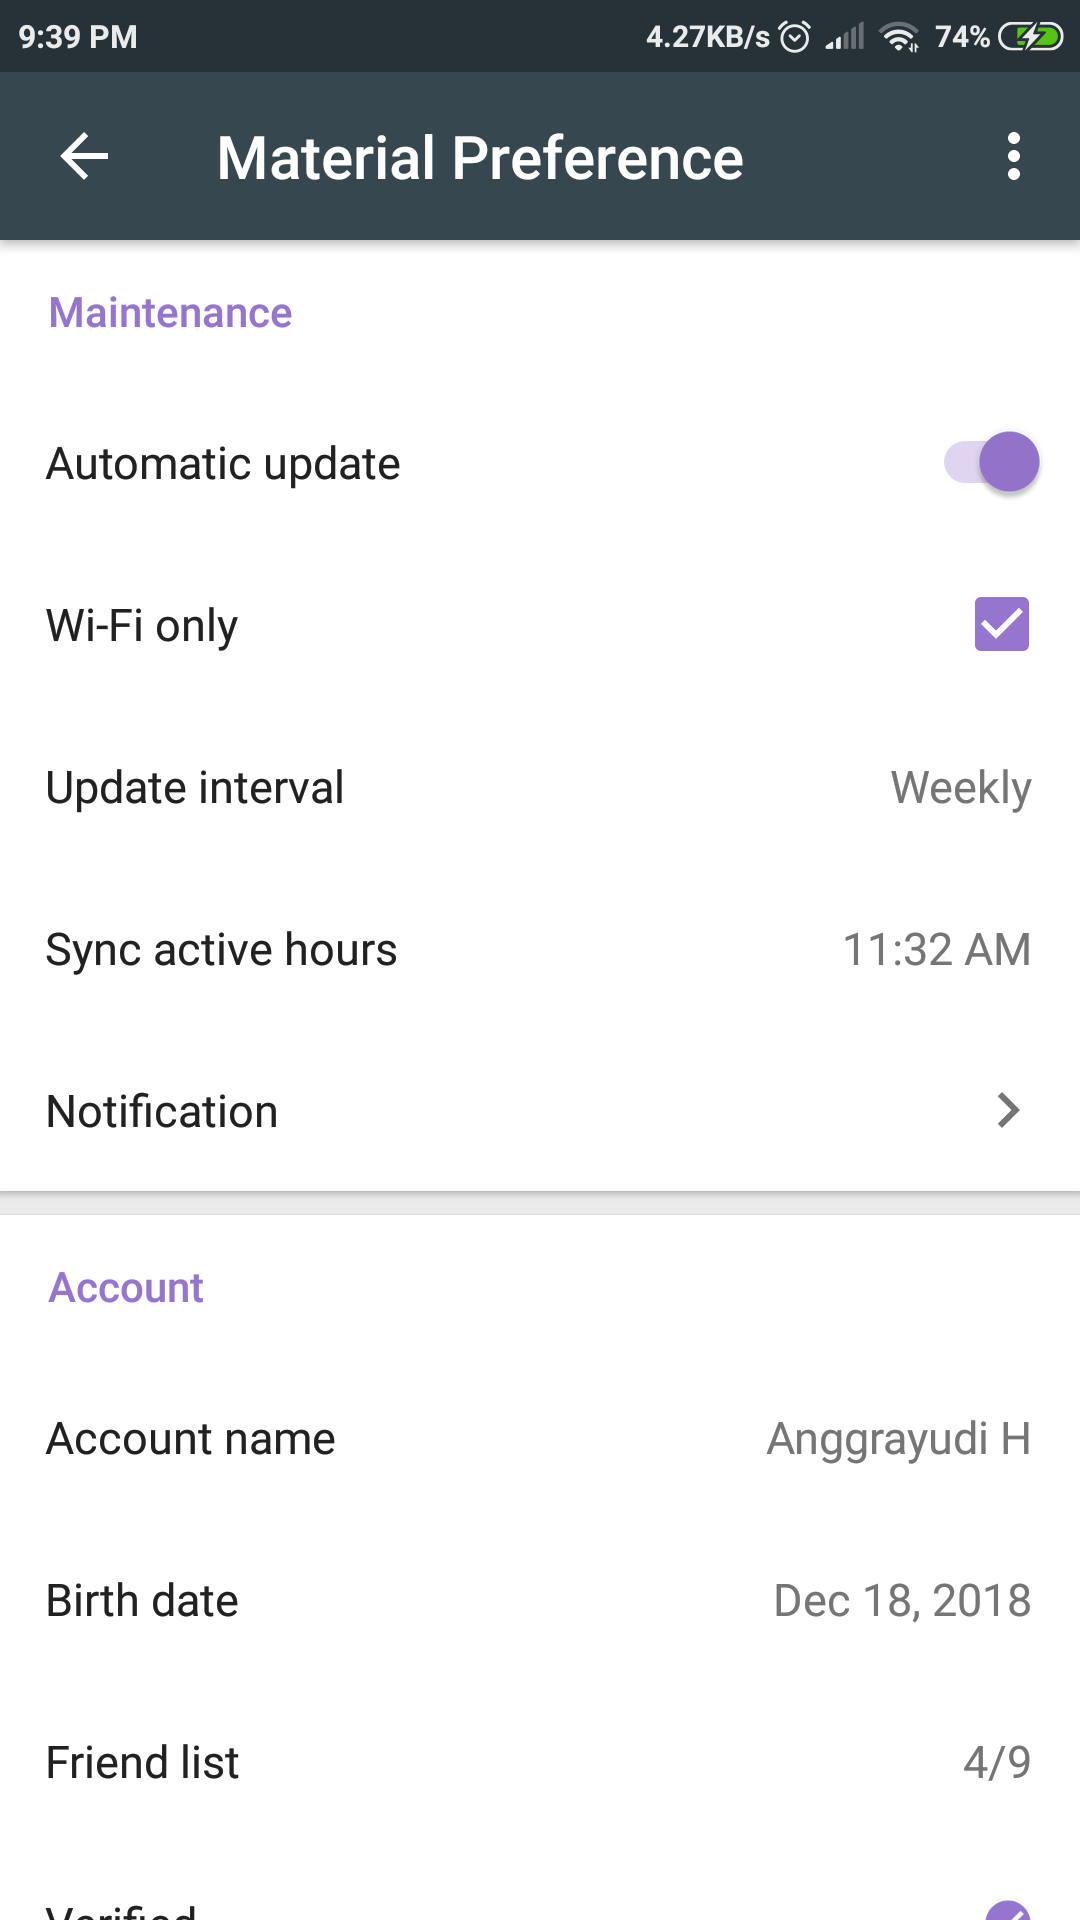 9:39 PM 4.27KB/s 74%
Material Preference
Maintenance
Automatic update
Wi-Fi only
Update interval Weekly
Sync active hours 11:32 AM
Notification
Account
Account name Anggrayudi H
Birth date Dec 18, 2018
Friend list 4/9
Verified